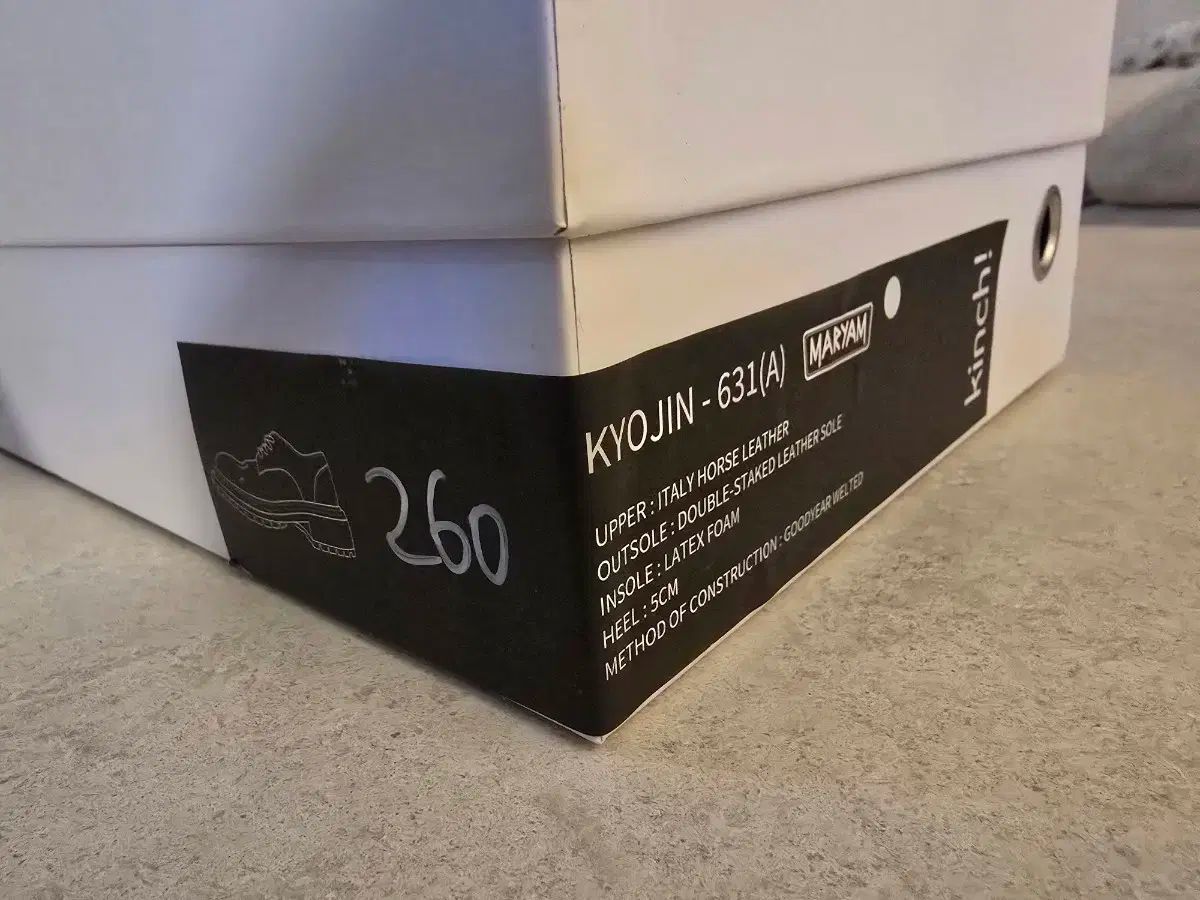 260
KYOJIN - 631(A)
MARYAM
UPPER : ITALY HORSE LEATHER
OUTSOLE : DOUBLE-STAKED LEATHER SOLE
INSOLE : LATEX FOAM
HEEL : 5CM
METHOD OF CONSTRUCTION : GOODYEAR WELTED
kinch!